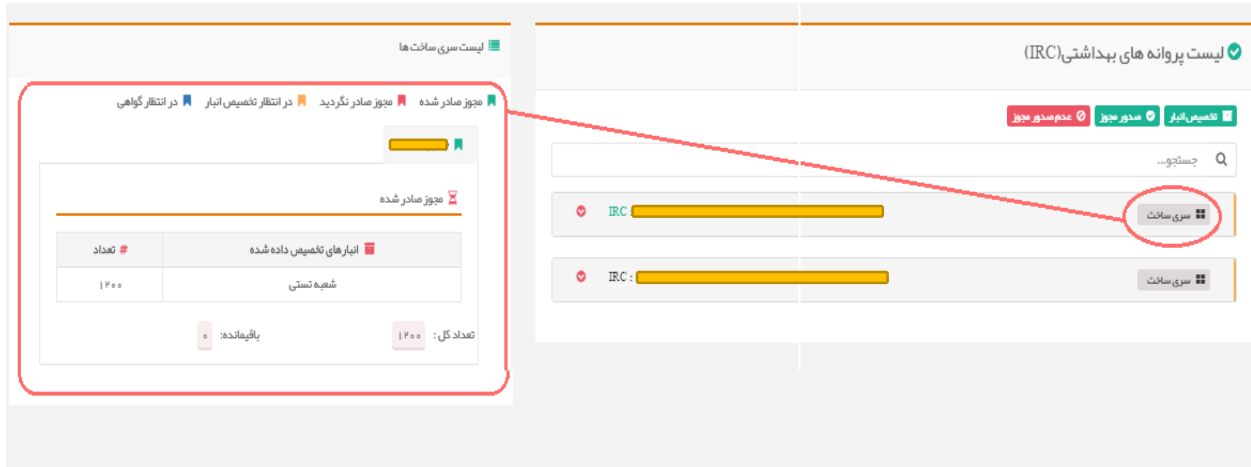 لیست پروانه های بهداشتی(IRC)
تخصیص انبار صدور مجوز عدم صدور مجوز
جستجو...
سری ساخت IRC :
سری ساخت IRC :
لیست سری ساخت ها
مجوز صادر شده مجوز صادر نگردید در انتظار تخصیص انبار در انتظار گواهی
مجوز صادر شده
انبارهای تخصیص داده شده # تعداد
شعبه تستی ۱۲۰۰
تعداد کل : ۱۲۰۰ باقیمانده: ۰